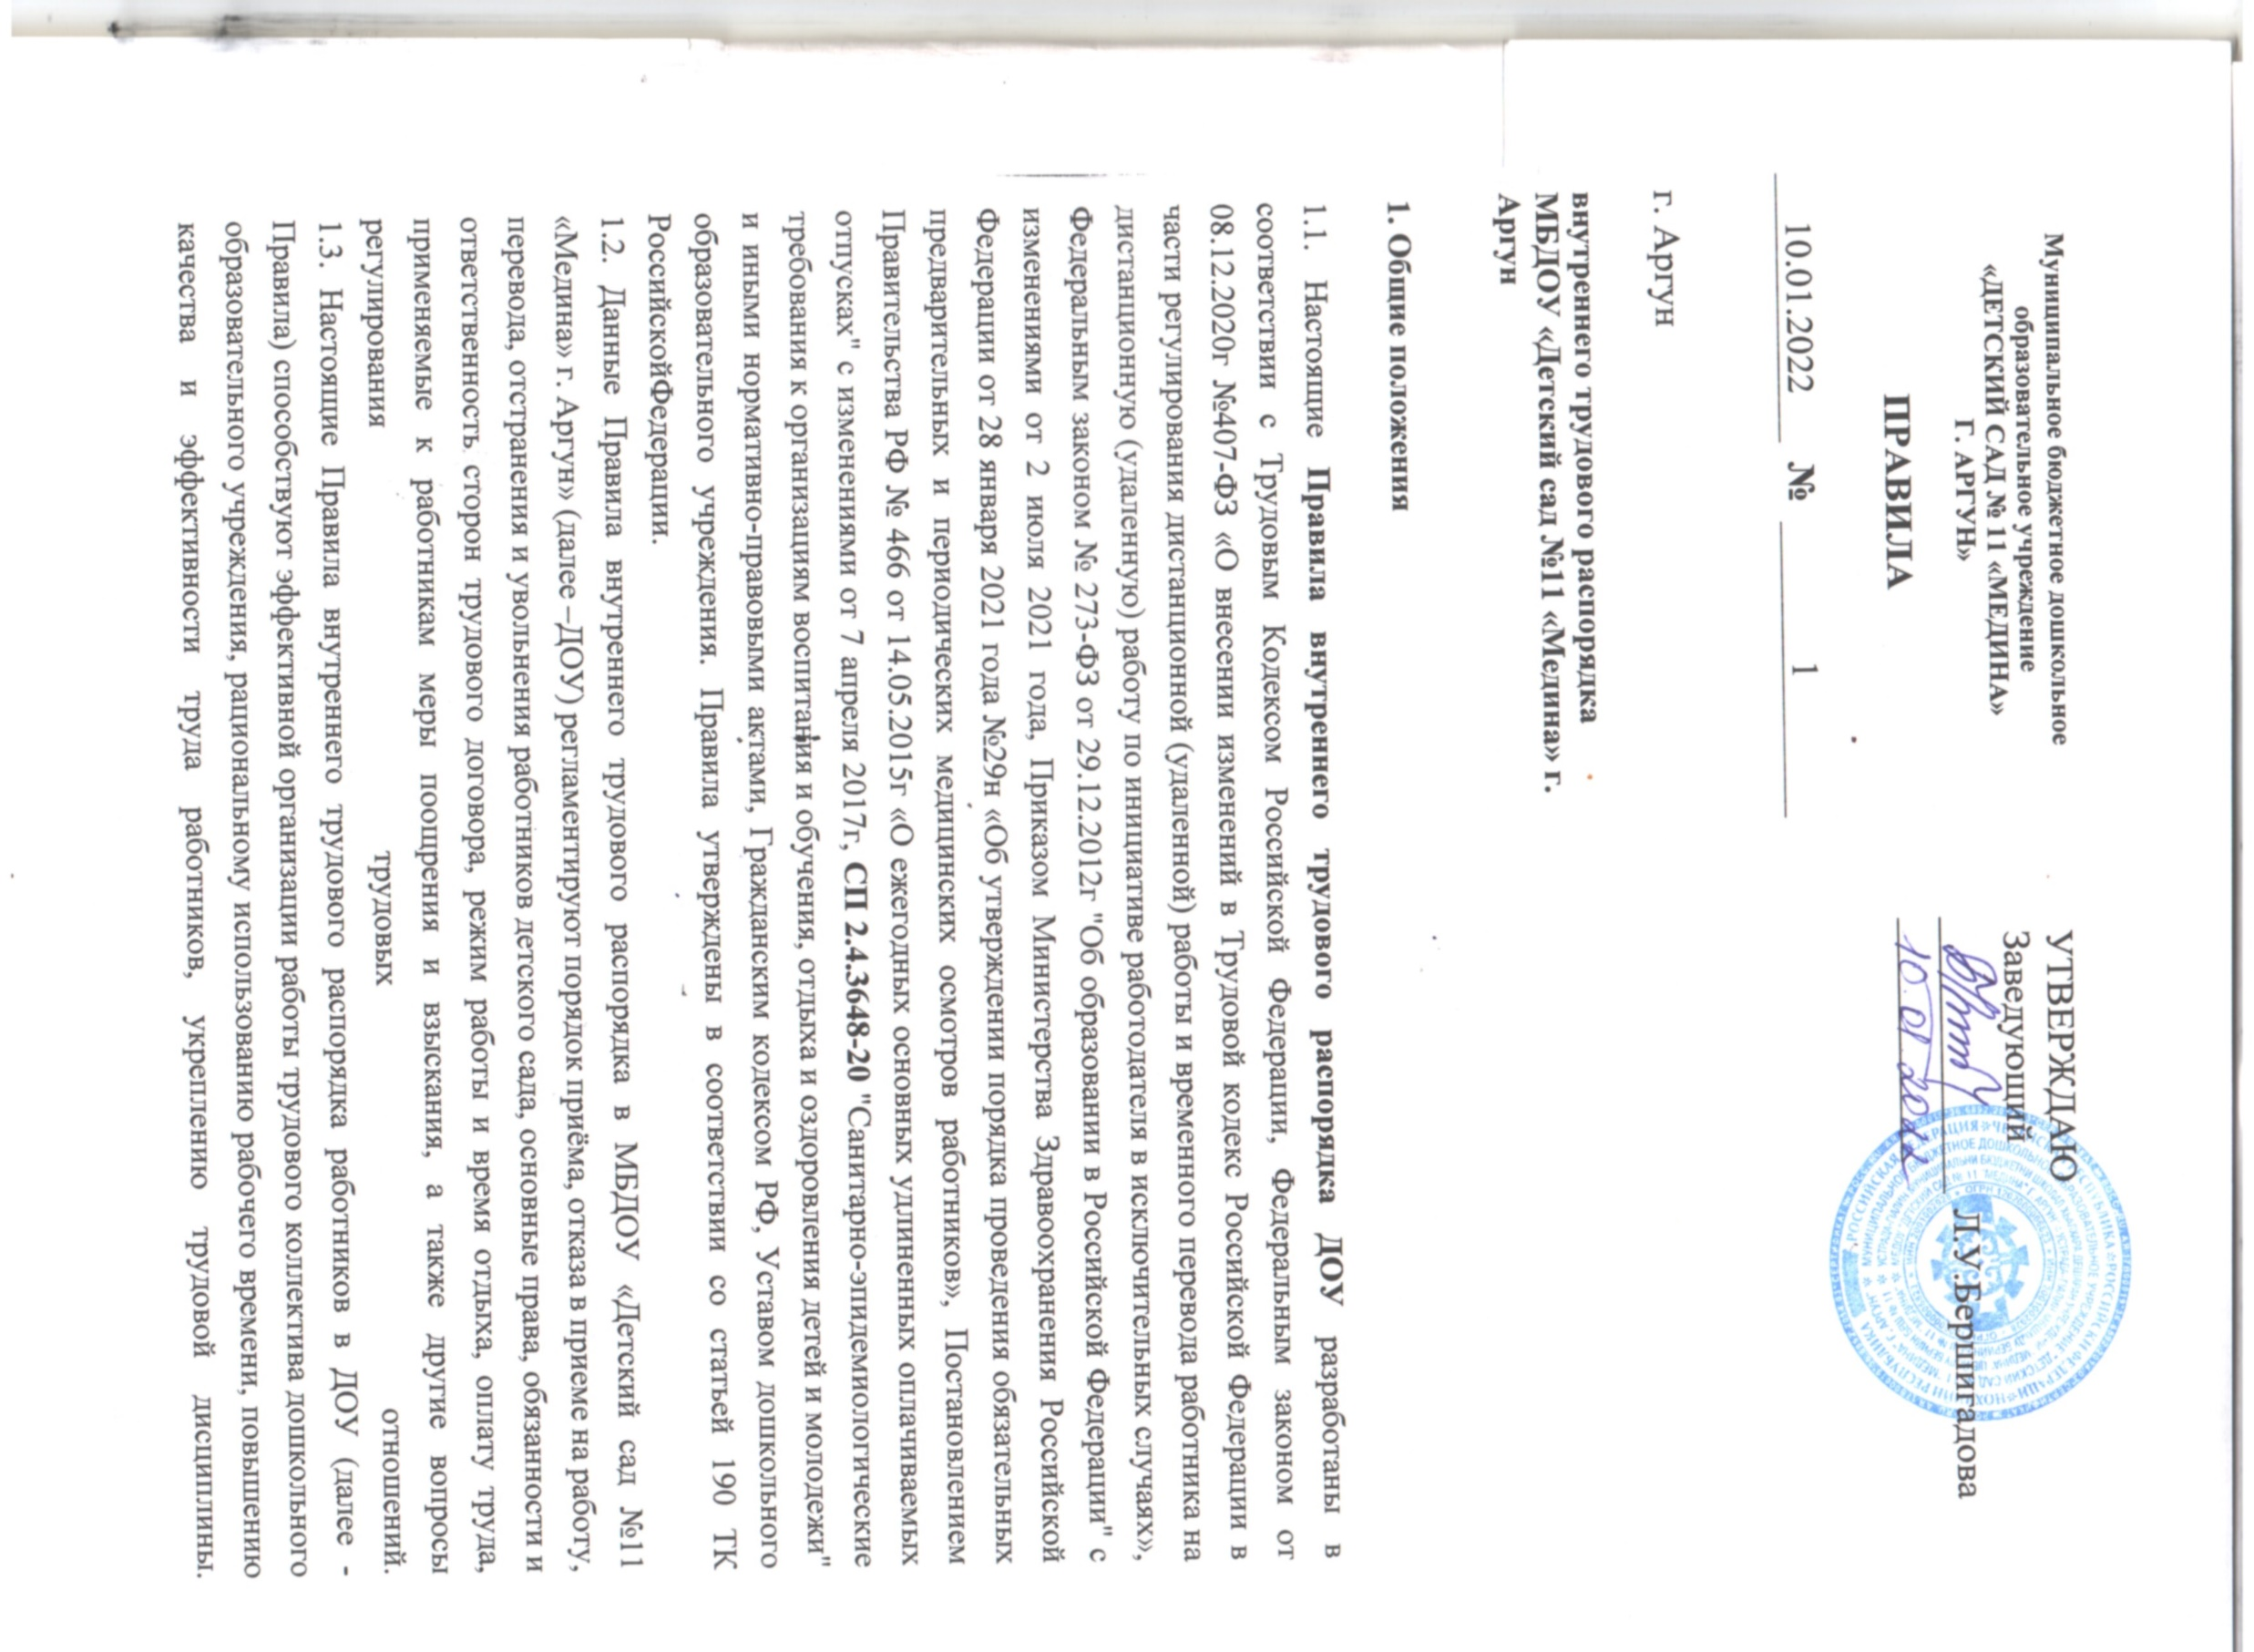 Муниципальное бюджетное дошкольное
образовательное учреждение
«ДЕТСКИЙ САД № 11 «МЕДИНА»
Г. АРГУН»
УТВЕРЖДАЮ
Заведующий
Л.У.Бершигадова
10.01.2022
ПРАВИЛА
10.01.2022 № 1
г. Аргун
внутреннего трудового распорядка
МБДОУ «Детский сад №11 «Медина» г.
Аргун
1. Общие положения
1.1. Настоящие Правила внутреннего трудового распорядка ДОУ разработаны в
соответствии с Трудовым Кодексом Российской Федерации, Федеральным законом от
08.12.2020г №407-ФЗ «О внесении изменений в Трудовой кодекс Российской Федерации в
части регулирования дистанционной (удаленной) работы и временного перевода работника на
дистанционную (удаленную) работу по инициативе работодателя в исключительных случаях»,
Федеральным законом № 273-ФЗ от 29.12.2012г "Об образовании в Российской Федерации" с
изменениями от 2 июля 2021 года, Приказом Министерства Здравоохранения Российской
Федерации от 28 января 2021 года №29н «Об утверждении порядка проведения обязательных
предварительных и периодических медицинских осмотров работников», Постановлением
Правительства РФ № 466 от 14.05.2015г «О ежегодных основных удлиненных оплачиваемых
отпусках" с изменениями от 7 апреля 2017г, СП 2.4.3648-20 "Санитарно-эпидемиологические
требования к организациям воспитания и обучения, отдыха и оздоровления детей и молодежи"
и иными нормативно-правовыми актами, Гражданским кодексом РФ, Уставом дошкольного
образовательного учреждения. Правила утверждены в соответствии со статьей 190 ТК
РоссийскойФедерации.
1.2. Данные Правила внутреннего трудового распорядка в МБДОУ «Детский сад №11
«Медина» г. Аргун» (далее –ДОУ) регламентируют порядок приёма, отказа в приеме на работу,
перевода, отстранения и увольнения работников детского сада, основные права, обязанности и
ответственность сторон трудового договора, режим работы и время отдыха, оплату труда,
применяемые к работникам меры поощрения и взыскания, а также другие вопросы
регулирования трудовых отношений.
1.3. Настоящие Правила внутреннего трудового распорядка работников в ДОУ (далее -
Правила) способствуют эффективной организации работы трудового коллектива дошкольного
образовательного учреждения, рациональному использованию рабочего времени, повышению
качества и эффективности труда работников, укреплению трудовой дисциплины.